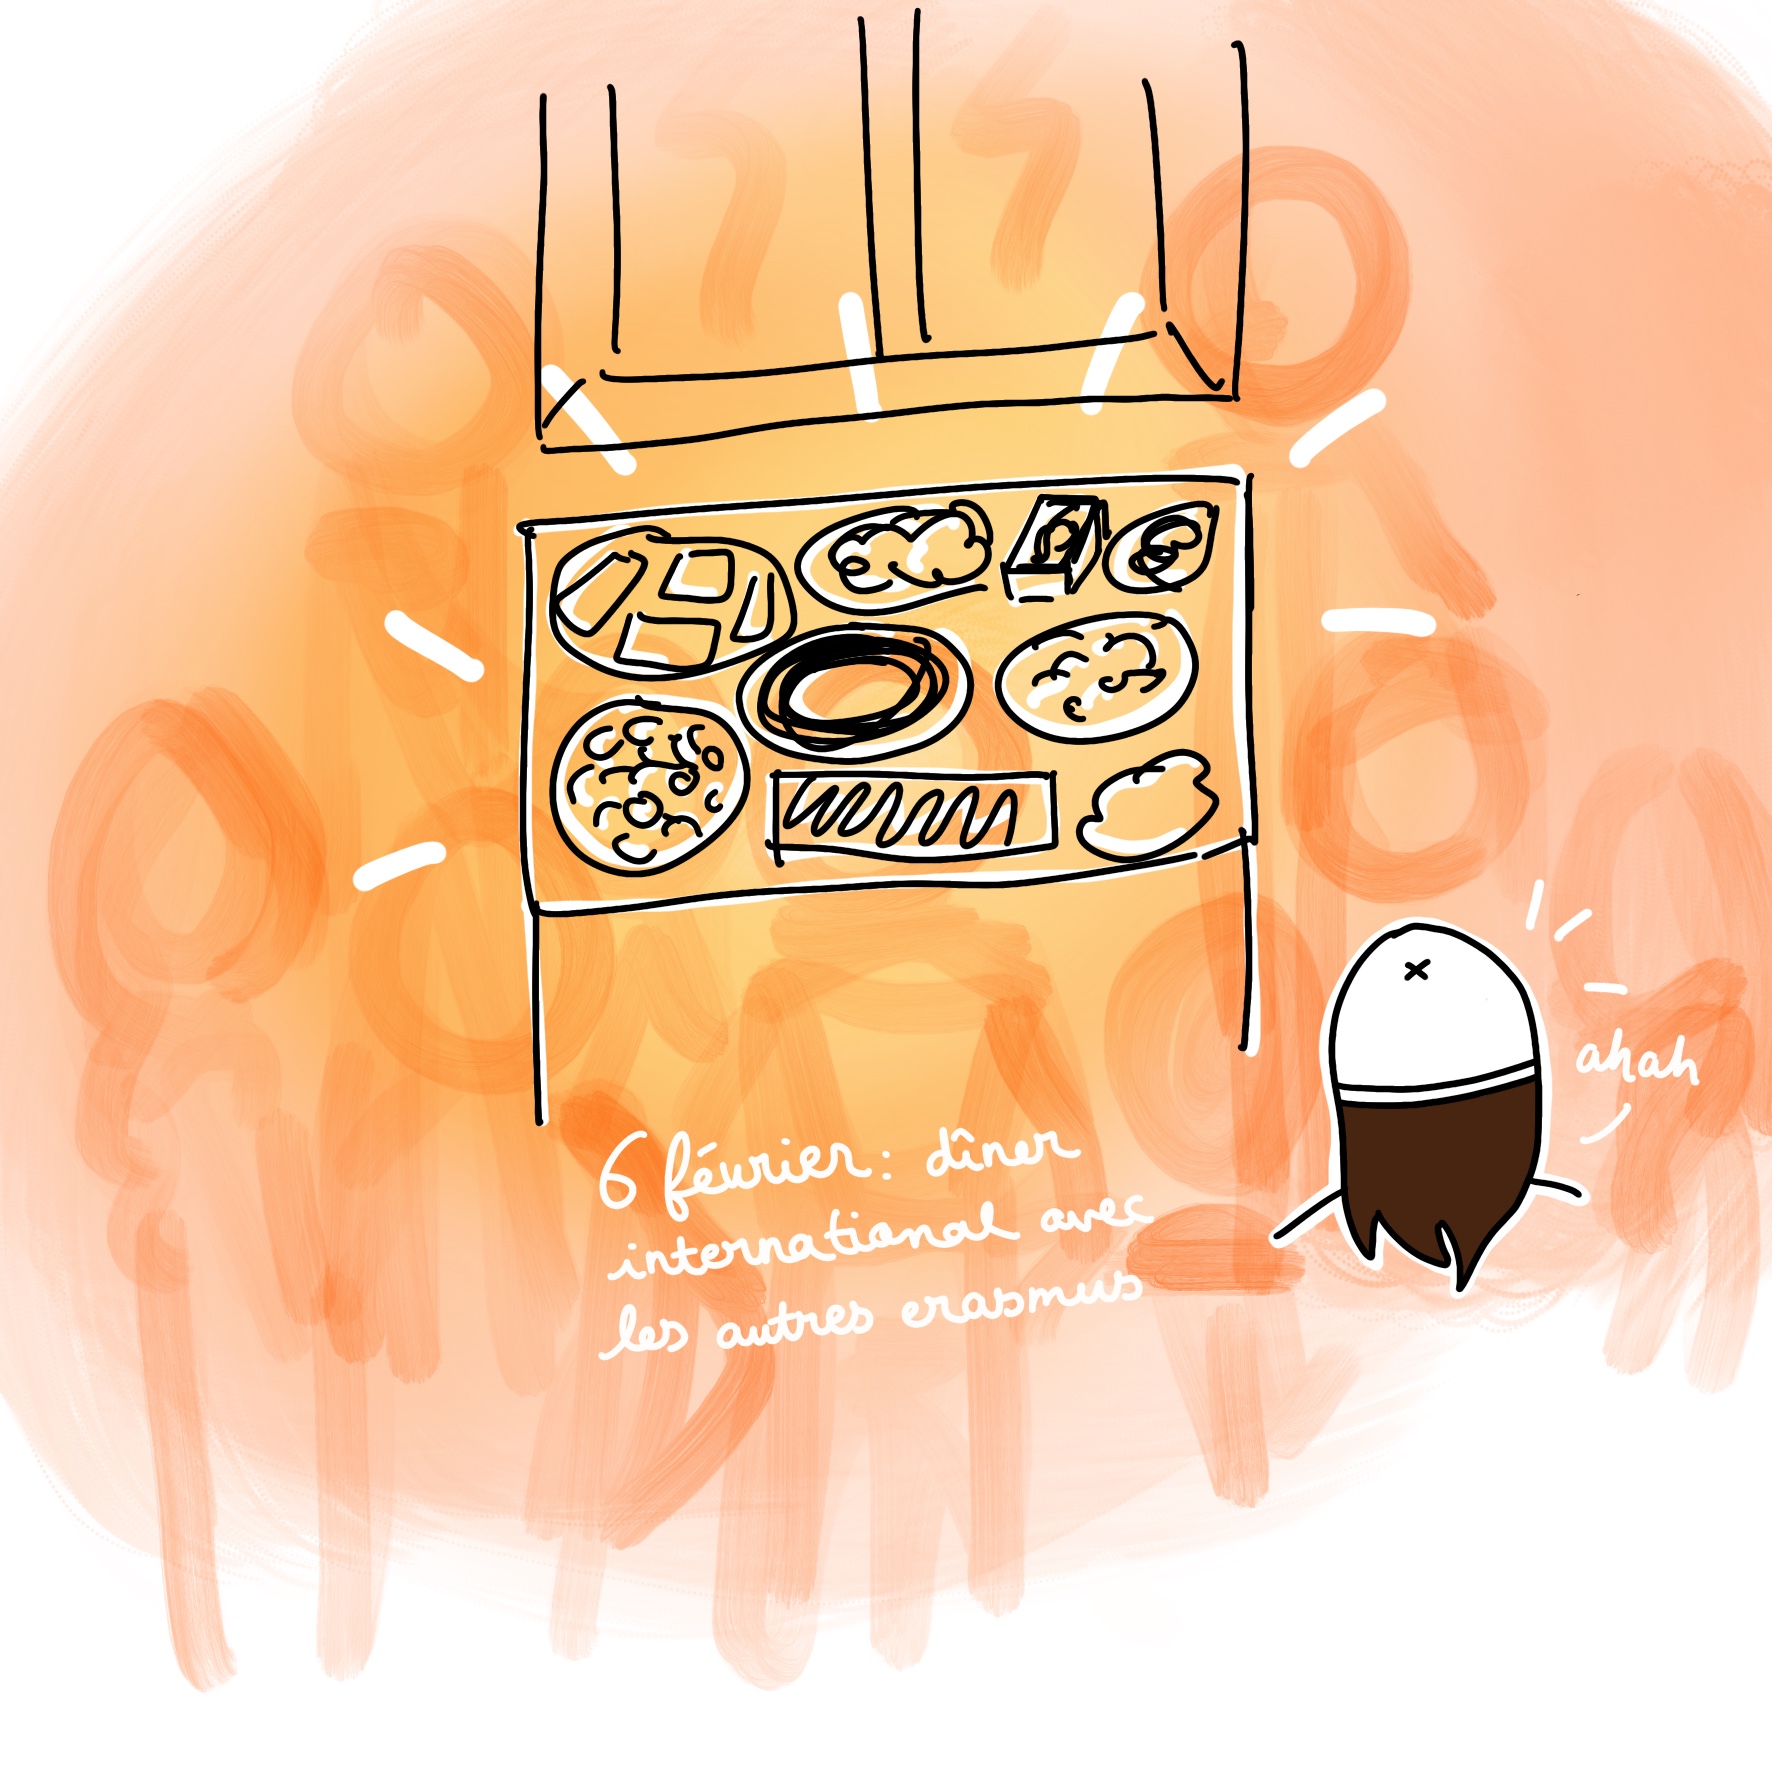 ahah
6 février : dîner
international avec
les autres erasmus